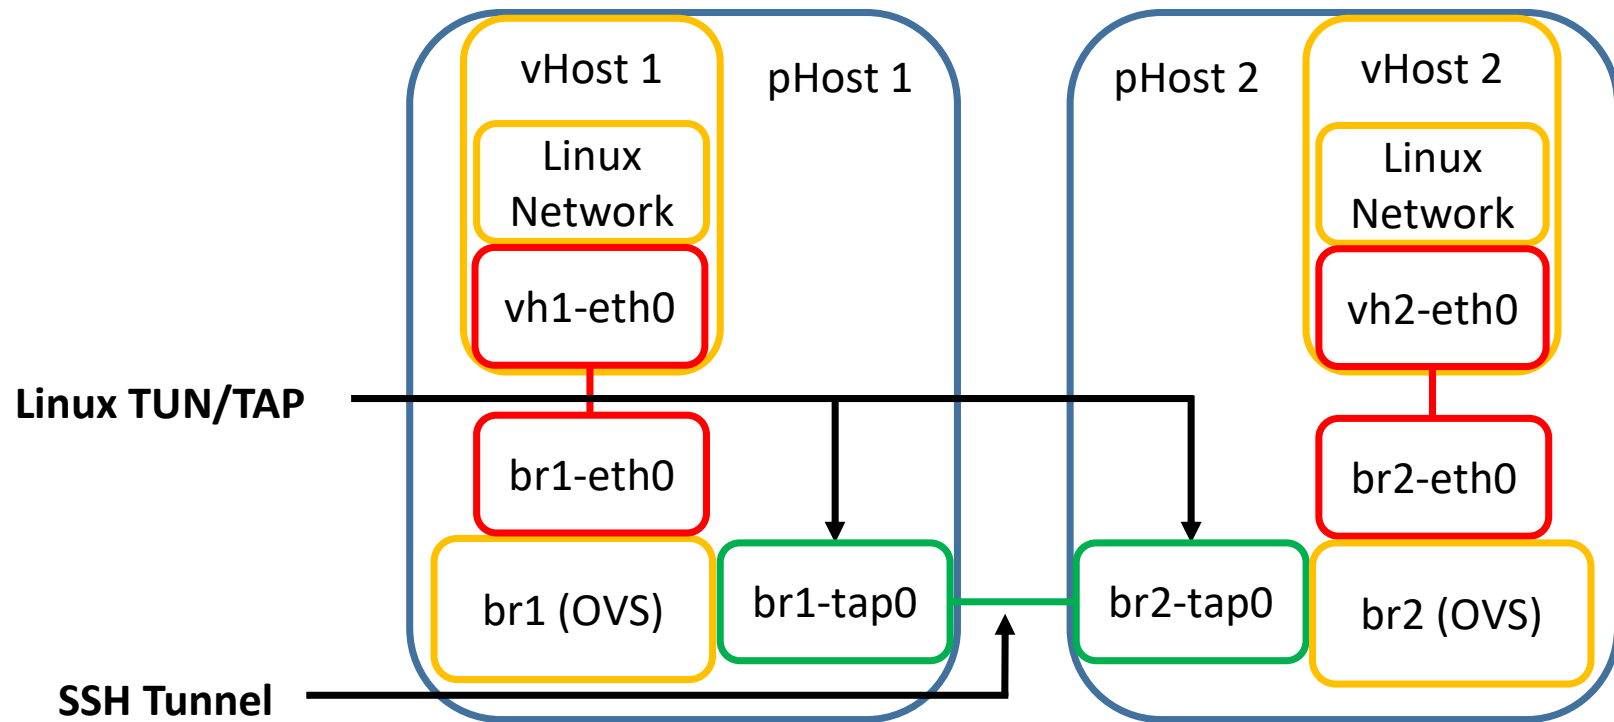 vHost 1
pHost 1
pHost 2
vHost 2
Linux
Network
Linux
Network
vh1-eth0
vh2-eth0
Linux TUN/TAP
br1-eth0
br2-eth0
br1 (OVS)
br1-tap0
br2-tap0
br2 (OVS)
SSH Tunnel